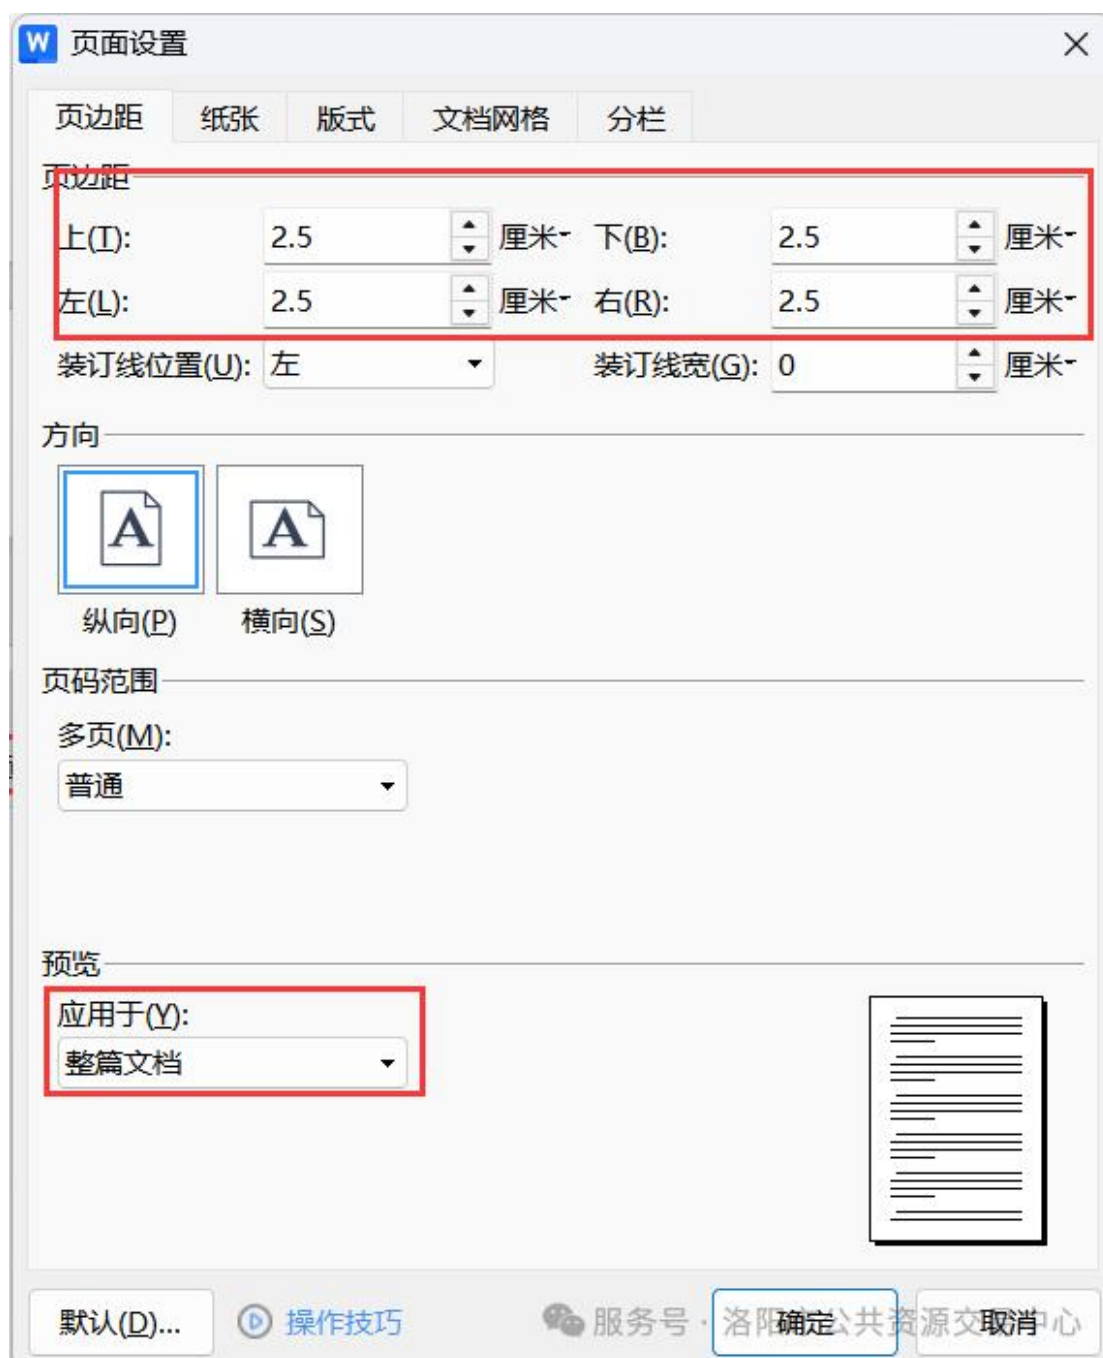 W 页面设置
页边距 纸张 版式 文档网格 分栏
页边距
上(T): 2.5 厘米 下(B): 2.5 厘米
左(L): 2.5 厘米 右(R): 2.5 厘米
装订线位置(U): 左 装订线宽(G): 0 厘米
方向
A A
纵向(P) 横向(S)
页码范围
多页(M):
普通
预览
应用于(Y):
整篇文档
默认(D)... 操作技巧 确定 取消
服务号 · 洛阳市公共资源交易中心